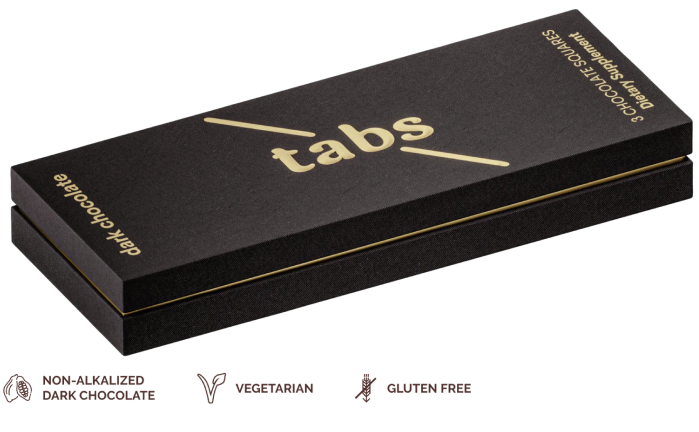 tabs
3 CHOCOLATE SQUARES
Dietary Supplement
dark chocolate
NON-ALKALIZED
DARK CHOCOLATE
VEGETARIAN
GLUTEN FREE